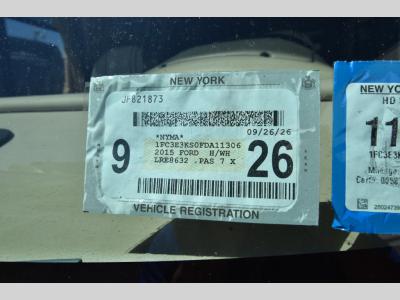 NEW YORK
JF821873
*NYMA*
09/26/26
1FC3E3KS0FDA11306
2015 FORD H/WH
LRE8632 .PAS 7 X
9
26
VEHICLE REGISTRATION
NEW YOR
HD
11
1FC3E3K